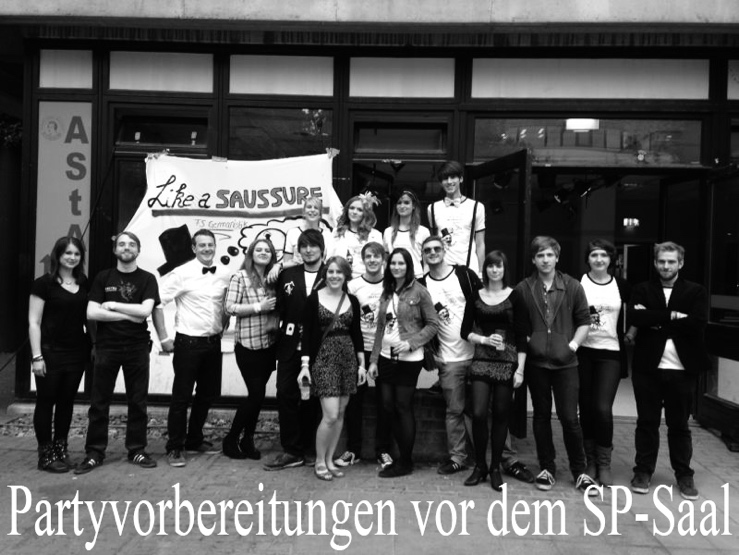 AStA
Like a SAUSSURE
FS Germanistik
Partyvorbereitungen vor dem SP-Saal